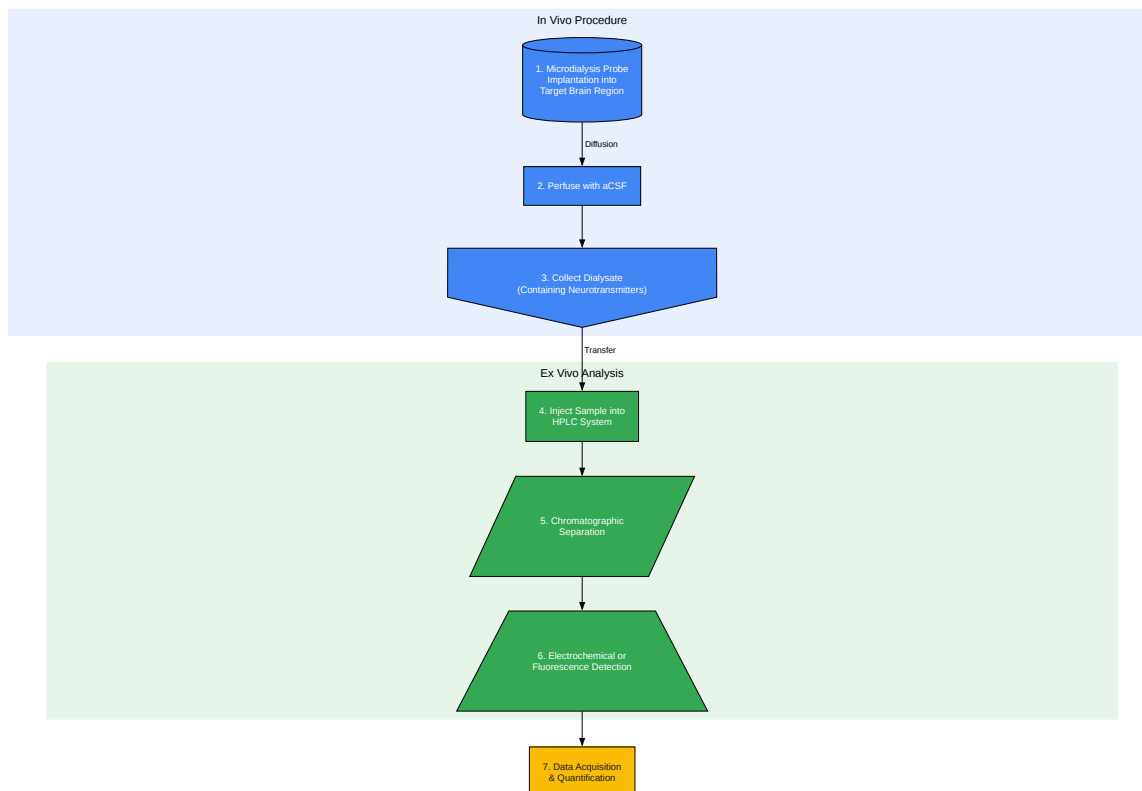 In Vivo Procedure
1. Microdialysis Probe
Implantation into
Target Brain Region
Diffusion
2. Perfuse with aCSF
3. Collect Dialysate
(Containing Neurotransmitters)
Transfer
Ex Vivo Analysis
4. Inject Sample into
HPLC System
5. Chromatographic
Separation
6. Electrochemical or
Fluorescence Detection
7. Data Acquisition
& Quantification